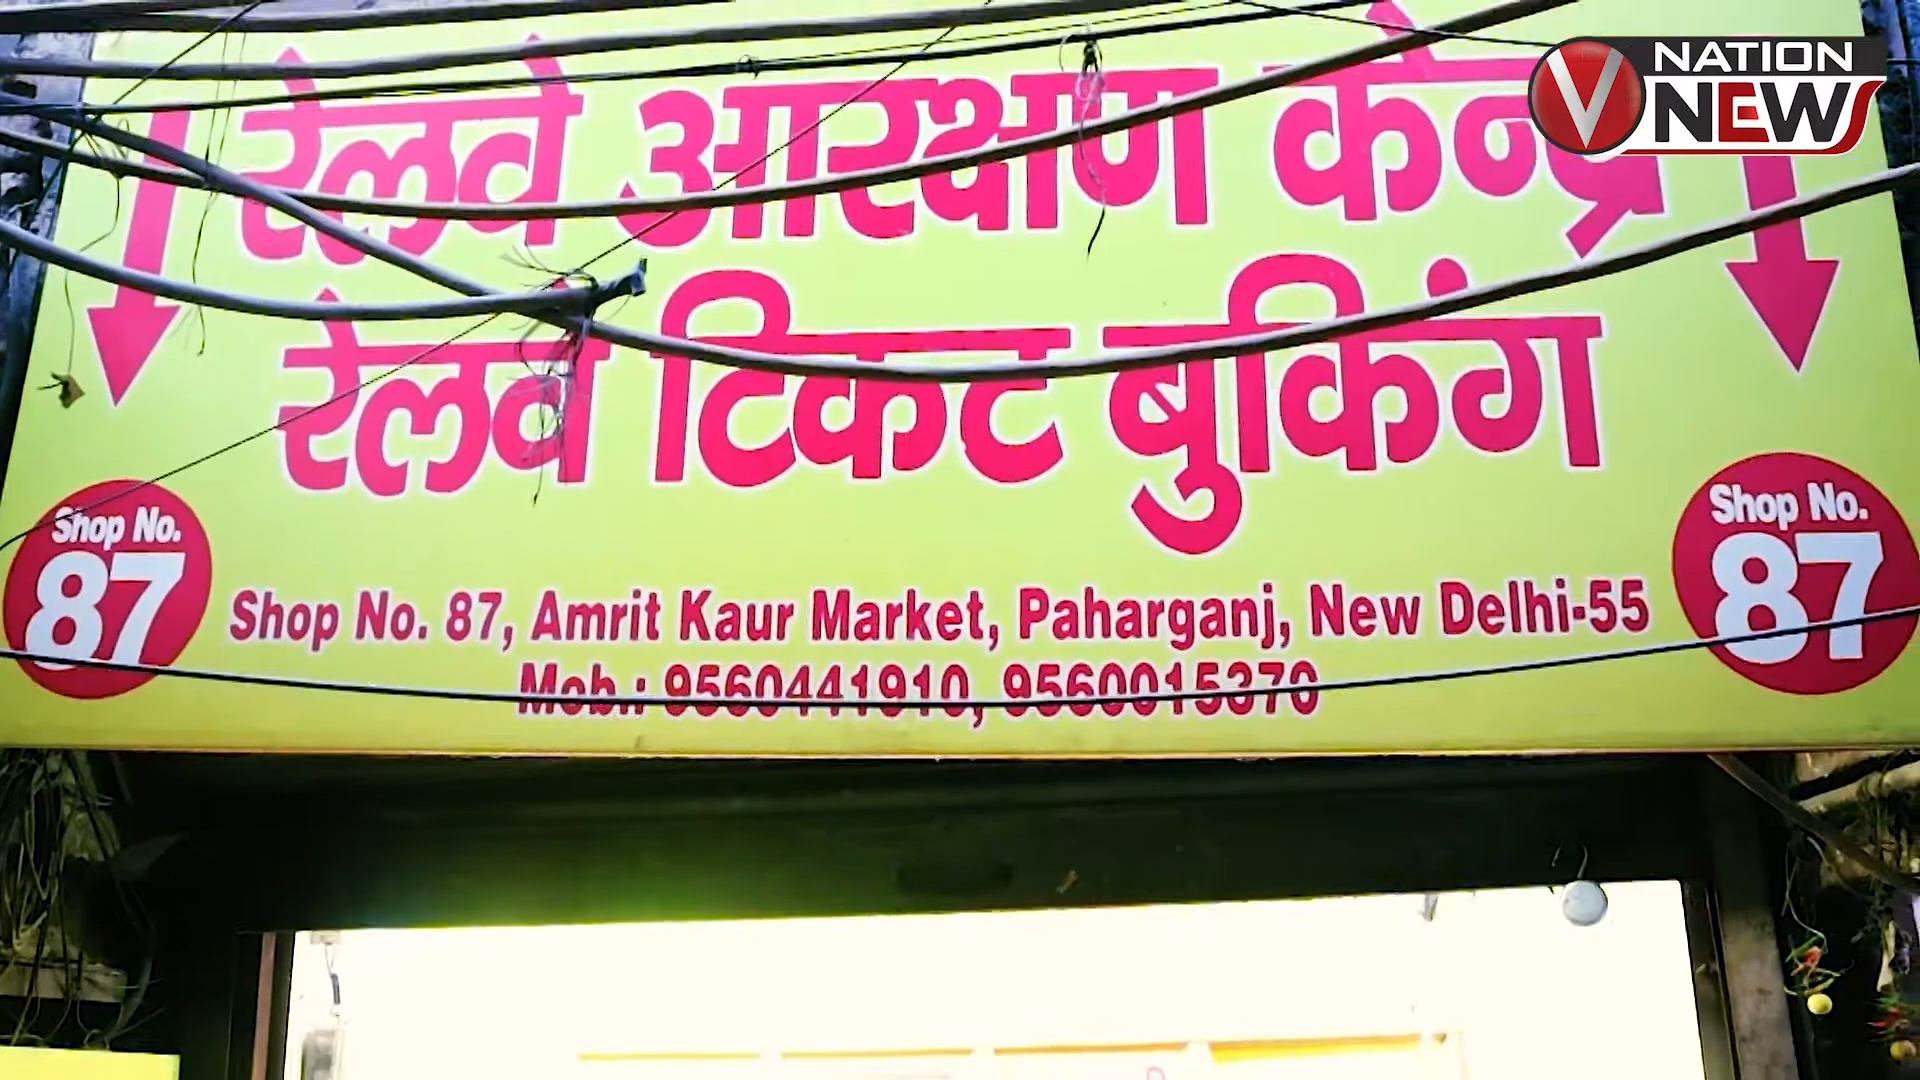 रेलवे आरक्षण केन्द्र
V NATION NEWS
रेलवे टिकट बुकिंग
Shop No. 87
Shop No. 87
Shop No. 87, Amrit Kaur Market, Paharganj, New Delhi-55
Mob.: 9560441910, 9560015370